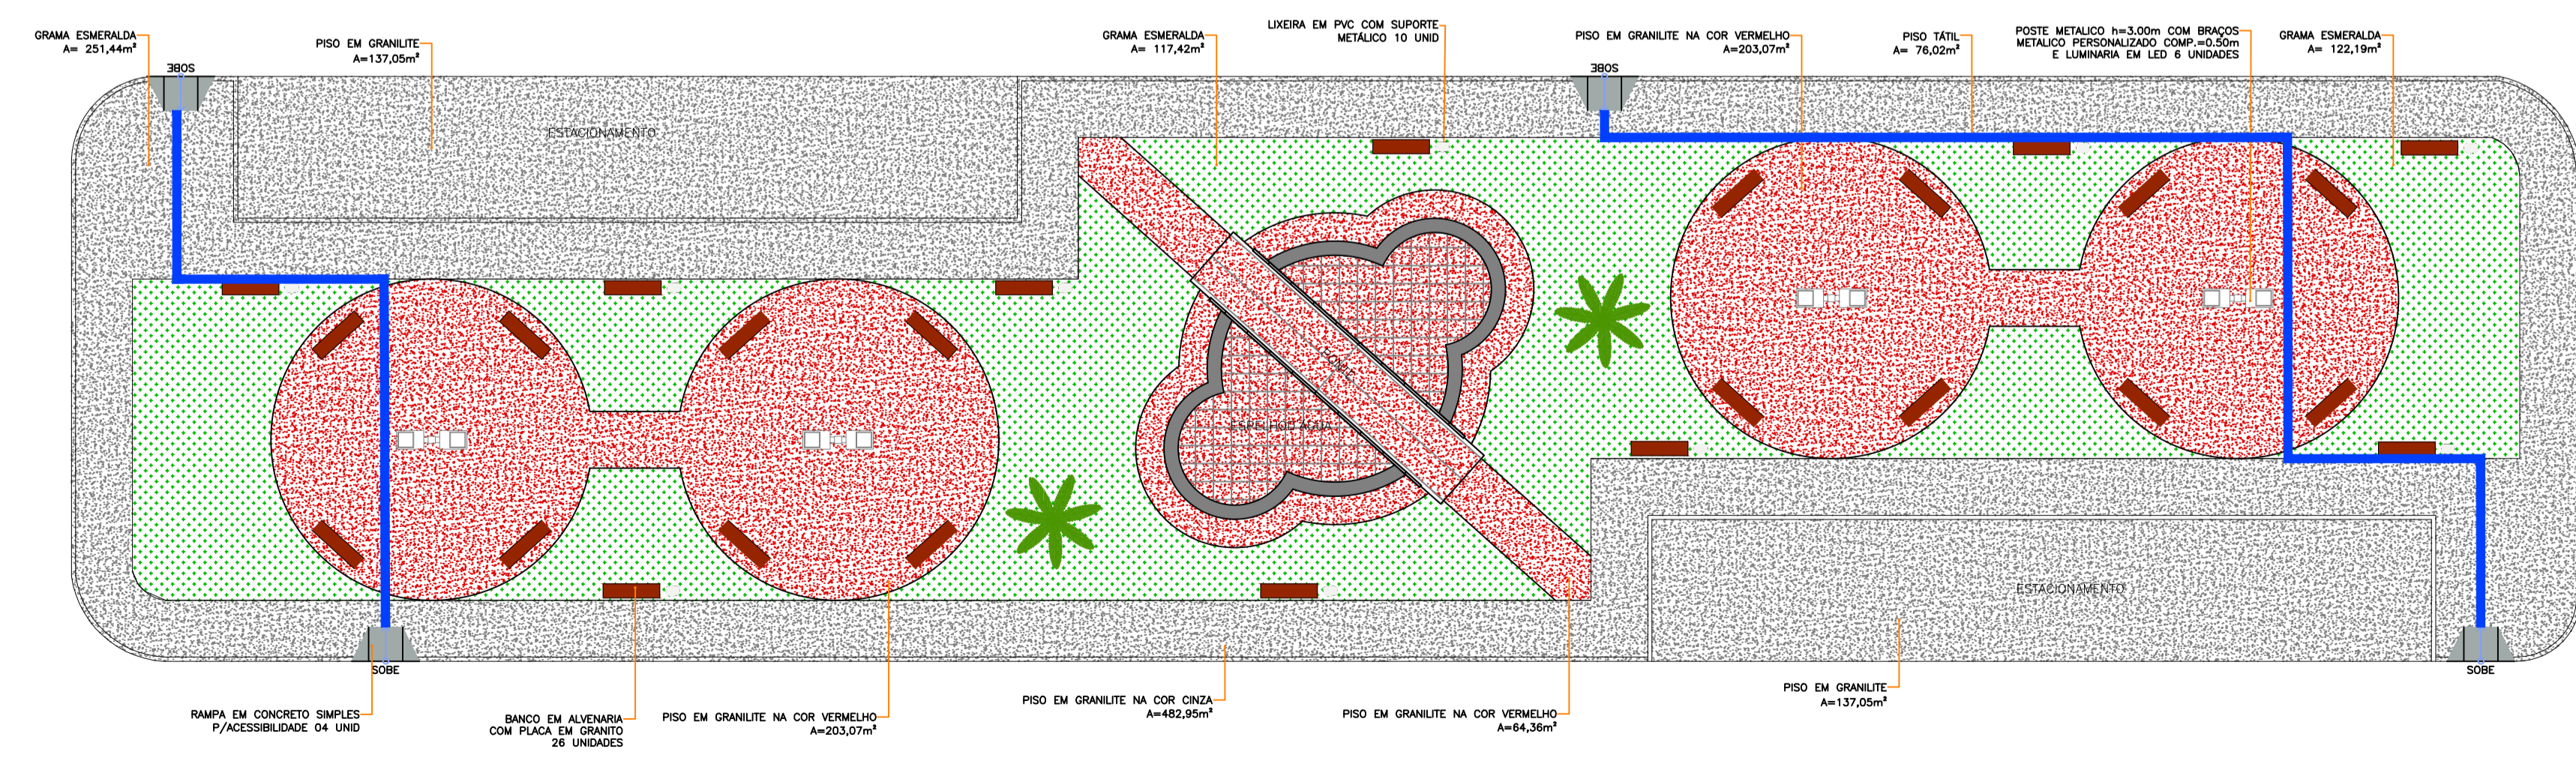 GRAMA ESMERALDA
A= 251,44m²
PISO EM GRANILITE
A=137,05m²
GRAMA ESMERALDA
A= 117,42m²
LIXEIRA EM PVC COM SUPORTE
METÁLICO 10 UNID
PISO EM GRANILITE NA COR VERMELHO
A=203,07m²
PISO TÁTIL
A= 76,02m²
POSTE METALICO h=3.00m COM BRAÇOS
METALICO PERSONALIZADO COMP.=0.50m
E LUMINARIA EM LED 6 UNIDADES
GRAMA ESMERALDA
A= 122,19m²
SOBE
SOBE
ESTACIONAMENTO
ESPELHOD ÁGUA
ESTACIONAMENTO
SOBE
SOBE
RAMPA EM CONCRETO SIMPLES
P/ACESSIBILIDADE 04 UNID
BANCO EM ALVENARIA
COM PLACA EM GRANITO
26 UNIDADES
PISO EM GRANILITE NA COR VERMELHO
A=203,07m²
PISO EM GRANILITE NA COR CINZA
A=482,95m²
PISO EM GRANILITE NA COR VERMELHO
A=64,36m²
PISO EM GRANILITE
A=137,05m²